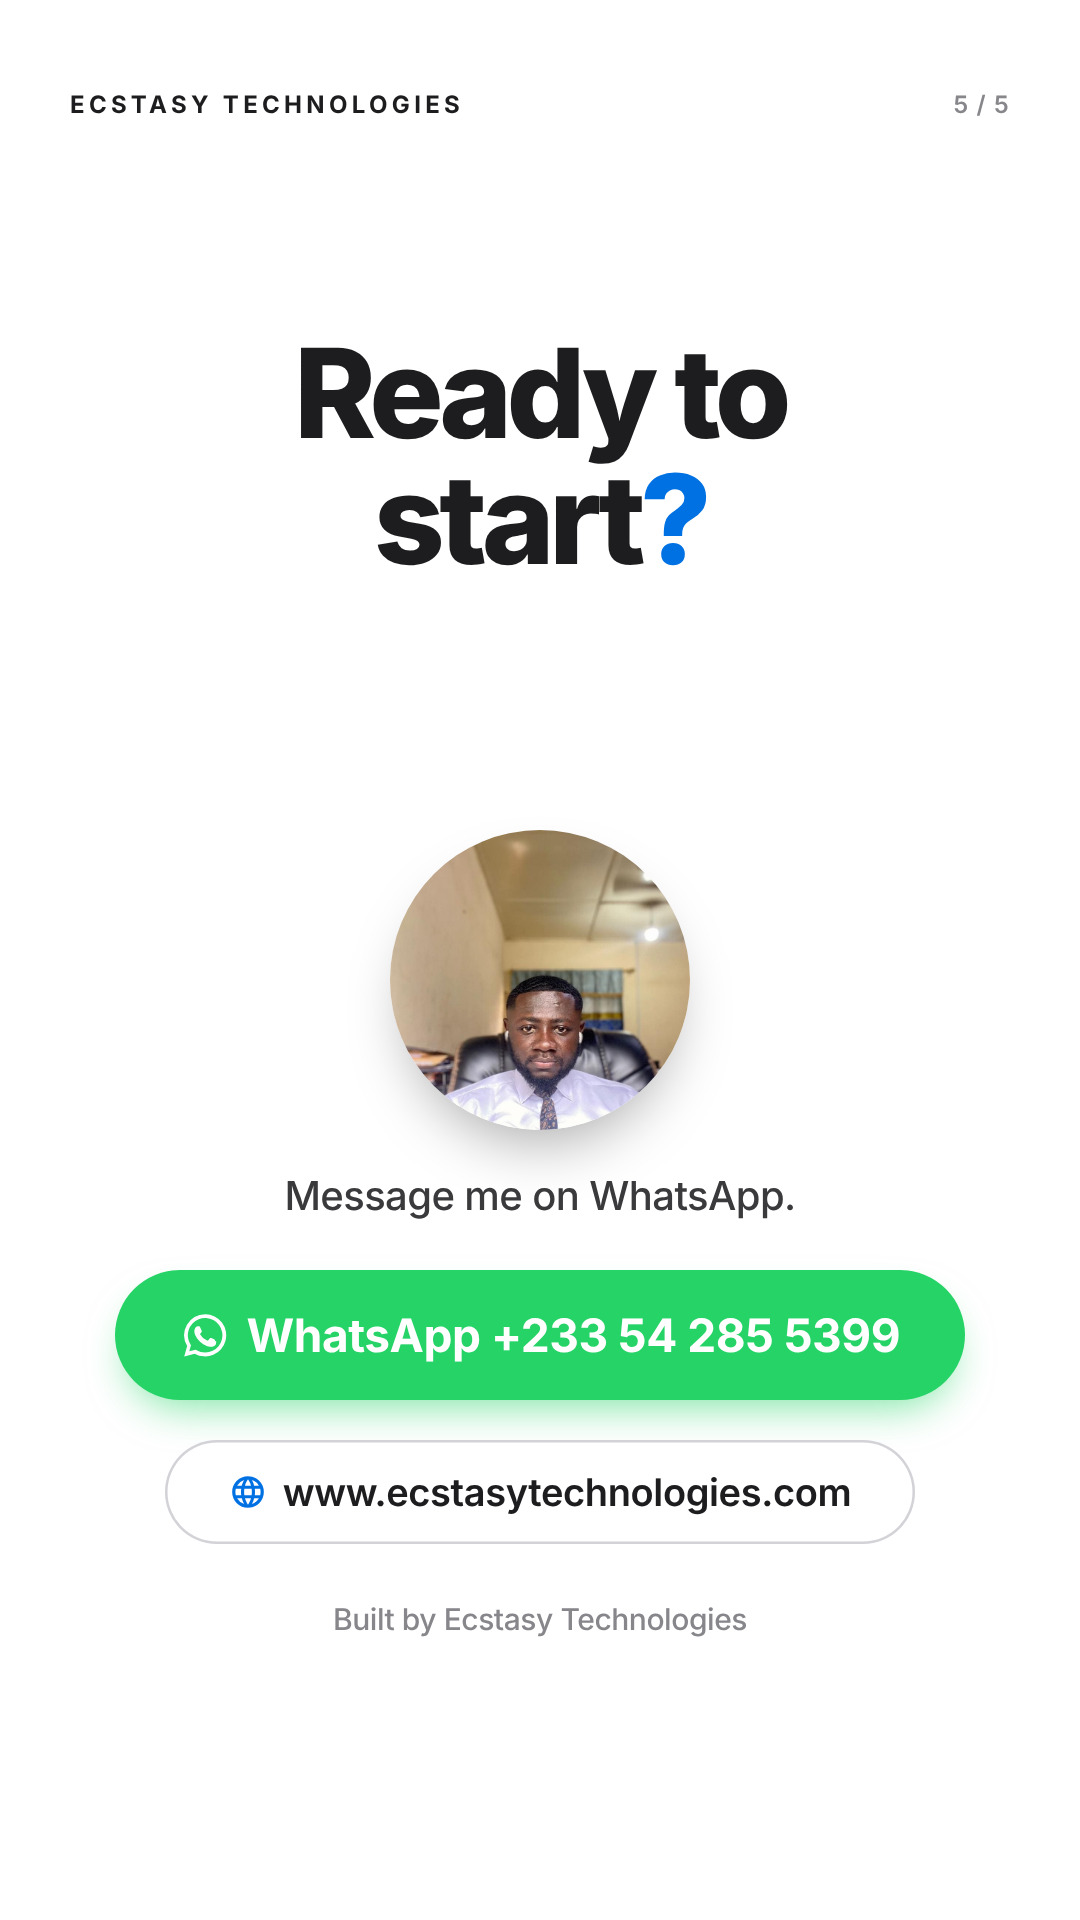 ECSTASY TECHNOLOGIES
5 / 5
Ready to
start?
Message me on WhatsApp.
WhatsApp +233 54 285 5399
www.ecstasytechnologies.com
Built by Ecstasy Technologies